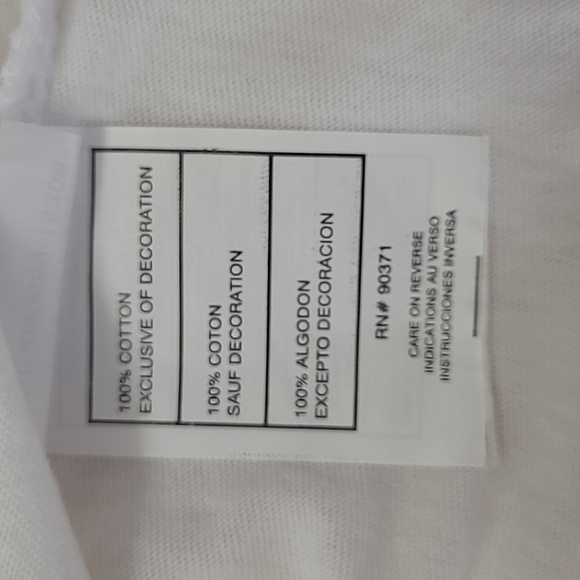 100% COTTON
EXCLUSIVE OF DECORATION
100% COTON
SAUF DECORATION
100% ALGODON
EXCEPTO DECORACION
RN# 90371
CARE ON REVERSE
INDICATIONS AU VERSO
INSTRUCCIONES INVERSA